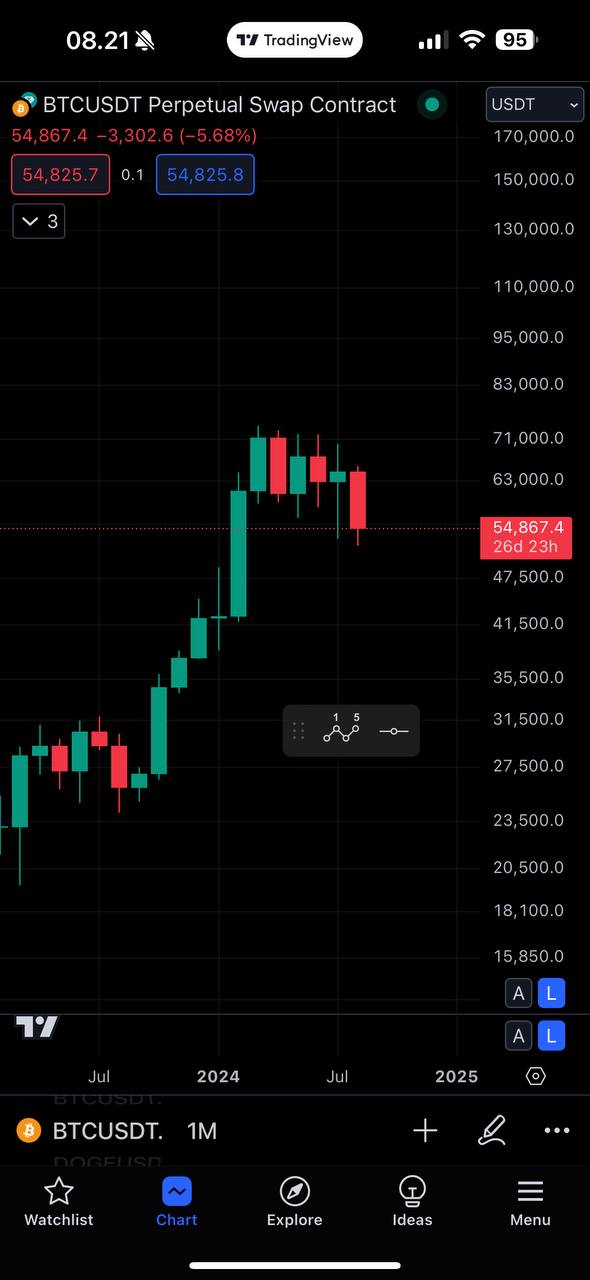 08.21 TradingView 95
BTCUSDT Perpetual Swap Contract USDT
54,867.4 −3,302.6 (−5.68%) 170,000.0
54,825.7 0.1 54,825.8 150,000.0
3 130,000.0
110,000.0
95,000.0
83,000.0
71,000.0
63,000.0
54,867.4
26d 23h
47,500.0
41,500.0
35,500.0
1 5 31,500.0
27,500.0
23,500.0
20,500.0
18,100.0
15,850.0
A L
A L
Jul 2024 Jul 2025
BTCUSDT.
BTCUSDT. 1M
DOGEUSD
Watchlist Chart Explore Ideas Menu